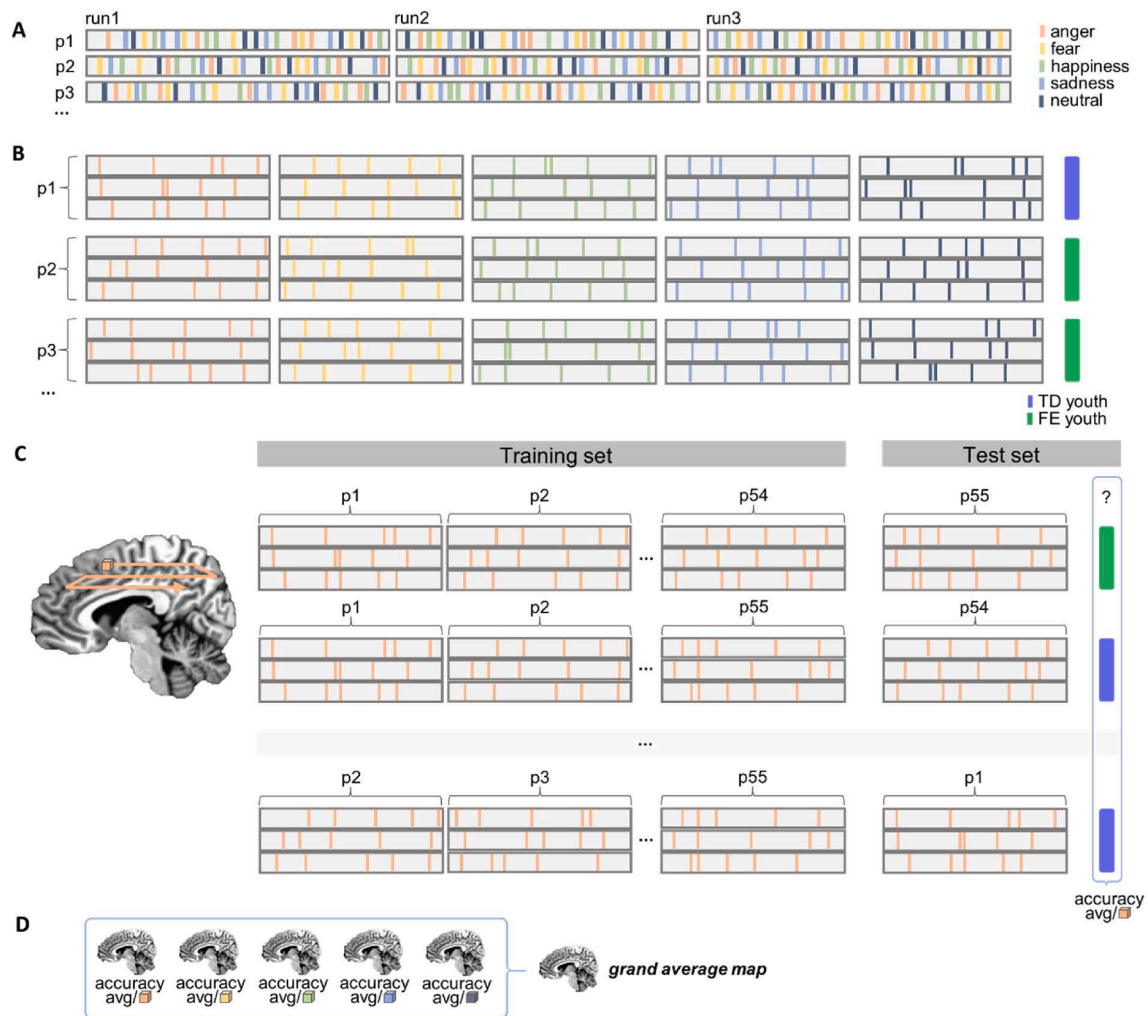 A
run1 run2 run3
p1
p2
p3
...
anger
fear
happiness
sadness
neutral
B
p1
p2
p3
...
TD youth
FE youth
C
Training set Test set
p1 p2 p54 p55 ?
...
p1 p2 p55 p54
...
...
p2 p3 p55 p1
...
accuracy
avg/
D
accuracy accuracy accuracy accuracy accuracy
avg/ avg/ avg/ avg/ avg/
grand average map